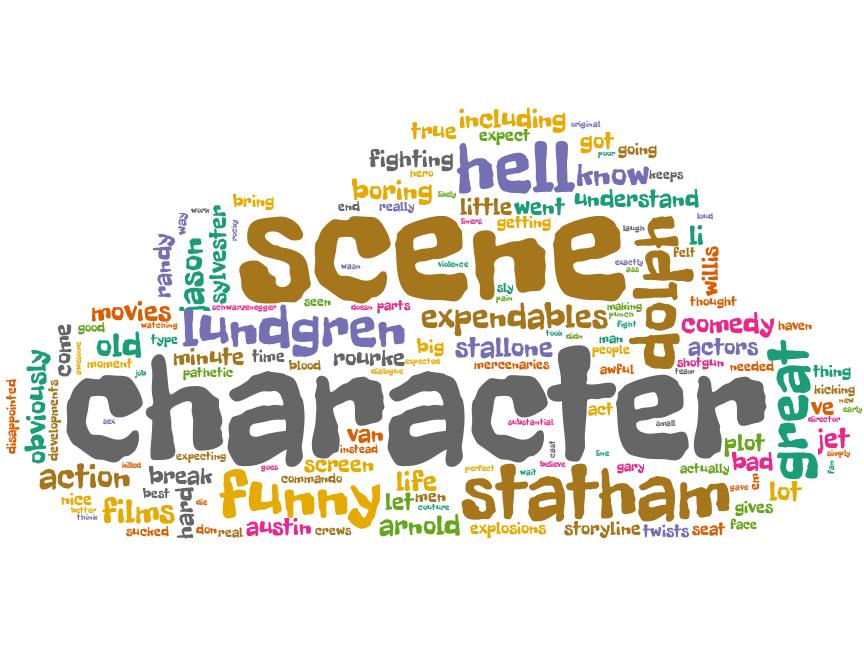 including original
true expect got poor going
fighting hell know keeps
hero boring likely
bring end really little went understand
work way randy jason sylvester rocky
scene
timers getting laugh loud
dolph li felt willis
wasn violence exactly ass
sly pain thought
schwarzenegger seen doesn parts
movies watching lundgren expendables making punch fight comedy haven
good old type minute time blood rourke big stallone took didn man people actors
come awesome moment pathetic dialogue expected mercenaries awful team shotgun needed
disappointed obviously developments job character great thing kicking new early
sex substantial act small ve director
van instead cast line plot jet simply fan
expecting killed goes screen perfect wait believe gary actually bad
action break commando life statham gave em lot
nice best hard die funny let men couture gives
better think films
sucked don real austin crews arnold explosions storyline twists seat face